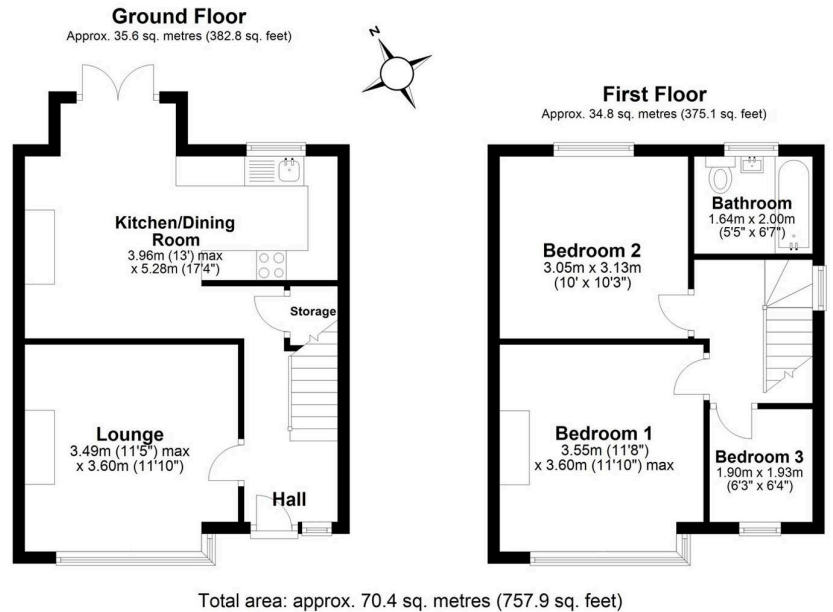 Ground Floor
Approx. 35.6 sq. metres (382.8 sq. feet)
N
First Floor
Approx. 34.8 sq. metres (375.1 sq. feet)
Kitchen/Dining
Room
3.96m (13') max
x 5.28m (17'4")
Storage
Lounge
3.49m (11'5") max
x 3.60m (11'10")
Hall
Bedroom 2
3.05m x 3.13m
(10' x 10'3")
Bathroom
1.64m x 2.00m
(5'5" x 6'7")
Bedroom 1
3.55m (11'8")
x 3.60m (11'10") max
Bedroom 3
1.90m x 1.93m
(6'3" x 6'4")
Total area: approx. 70.4 sq. metres (757.9 sq. feet)